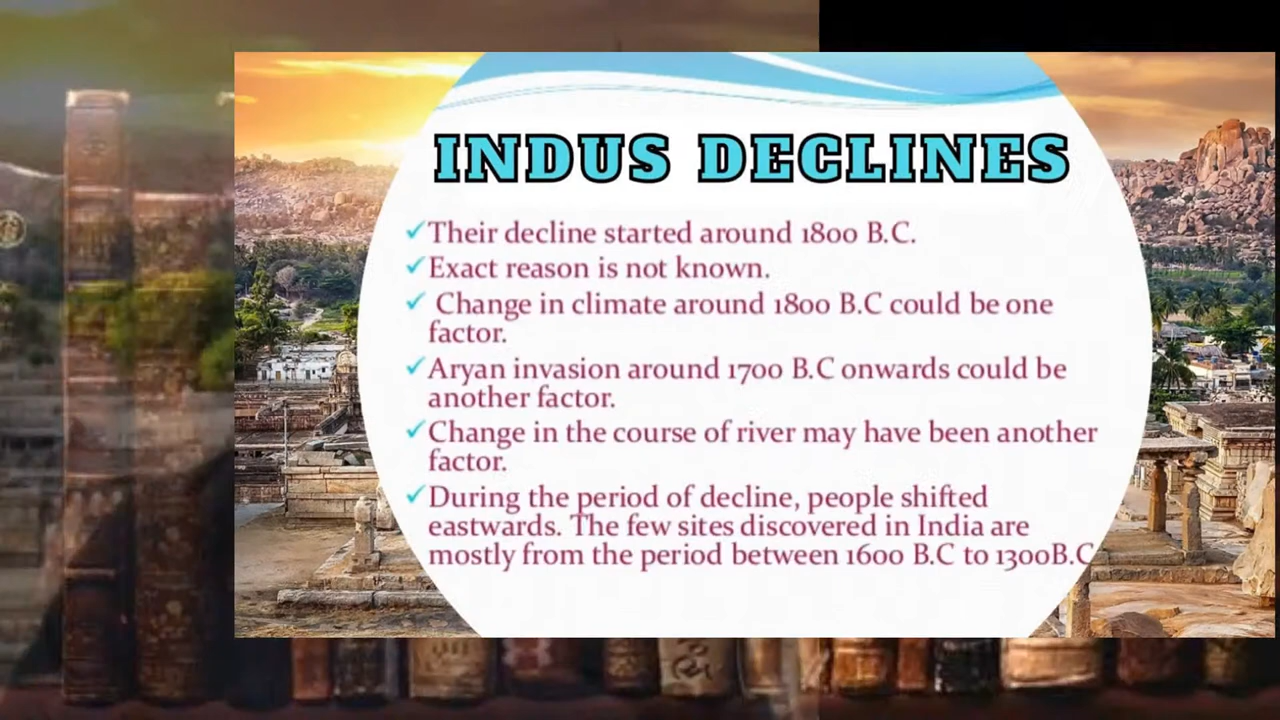 INDUS DECLINES
✓Their decline started around 1800 B.C.
✓Exact reason is not known.
✓ Change in climate around 1800 B.C could be one
factor.
✓Aryan invasion around 1700 B.C onwards could be
another factor.
✓Change in the course of river may have been another
factor.
✓During the period of decline, people shifted
eastwards. The few sites discovered in India are
mostly from the period between 1600 B.C to 1300B.C